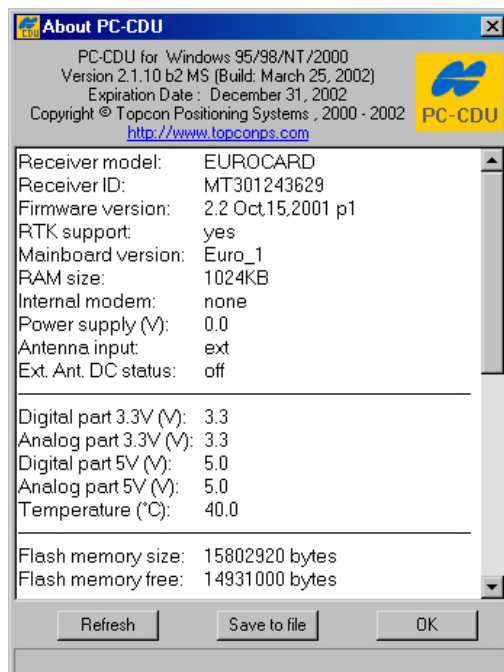 About PC-CDU
PC-CDU for Windows 95/98/NT/2000
Version 2.1.10 b2 MS (Build: March 25, 2002)
Expiration Date : December 31, 2002
Copyright © Topcon Positioning Systems , 2000 - 2002
http://www.topconps.com
PC-CDU
Receiver model: EUROCARD
Receiver ID: MT301243629
Firmware version: 2.2 Oct,15,2001 p1
RTK support: yes
Mainboard version: Euro_1
RAM size: 1024KB
Internal modem: none
Power supply (V): 0.0
Antenna input: ext
Ext. Ant. DC status: off
Digital part 3.3V (V): 3.3
Analog part 3.3V (V): 3.3
Digital part 5V (V): 5.0
Analog part 5V (V): 5.0
Temperature (°C): 40.0
Flash memory size: 15802920 bytes
Flash memory free: 14931000 bytes
Refresh Save to file OK